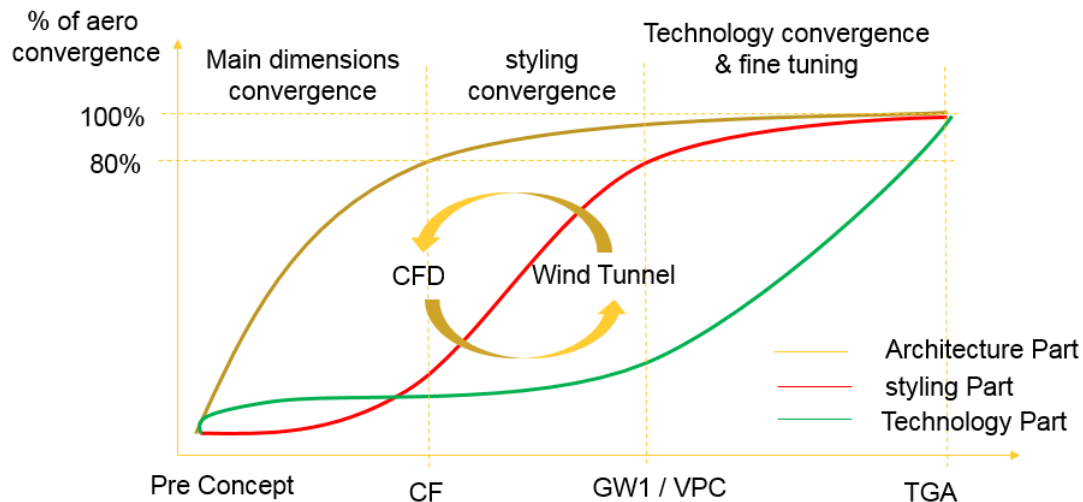 % of aero
convergence
Main dimensions
convergence
styling
convergence
Technology convergence
& fine tuning
100%
80%
CFD
Wind Tunnel
Architecture Part
styling Part
Technology Part
Pre Concept
CF
GW1 / VPC
TGA